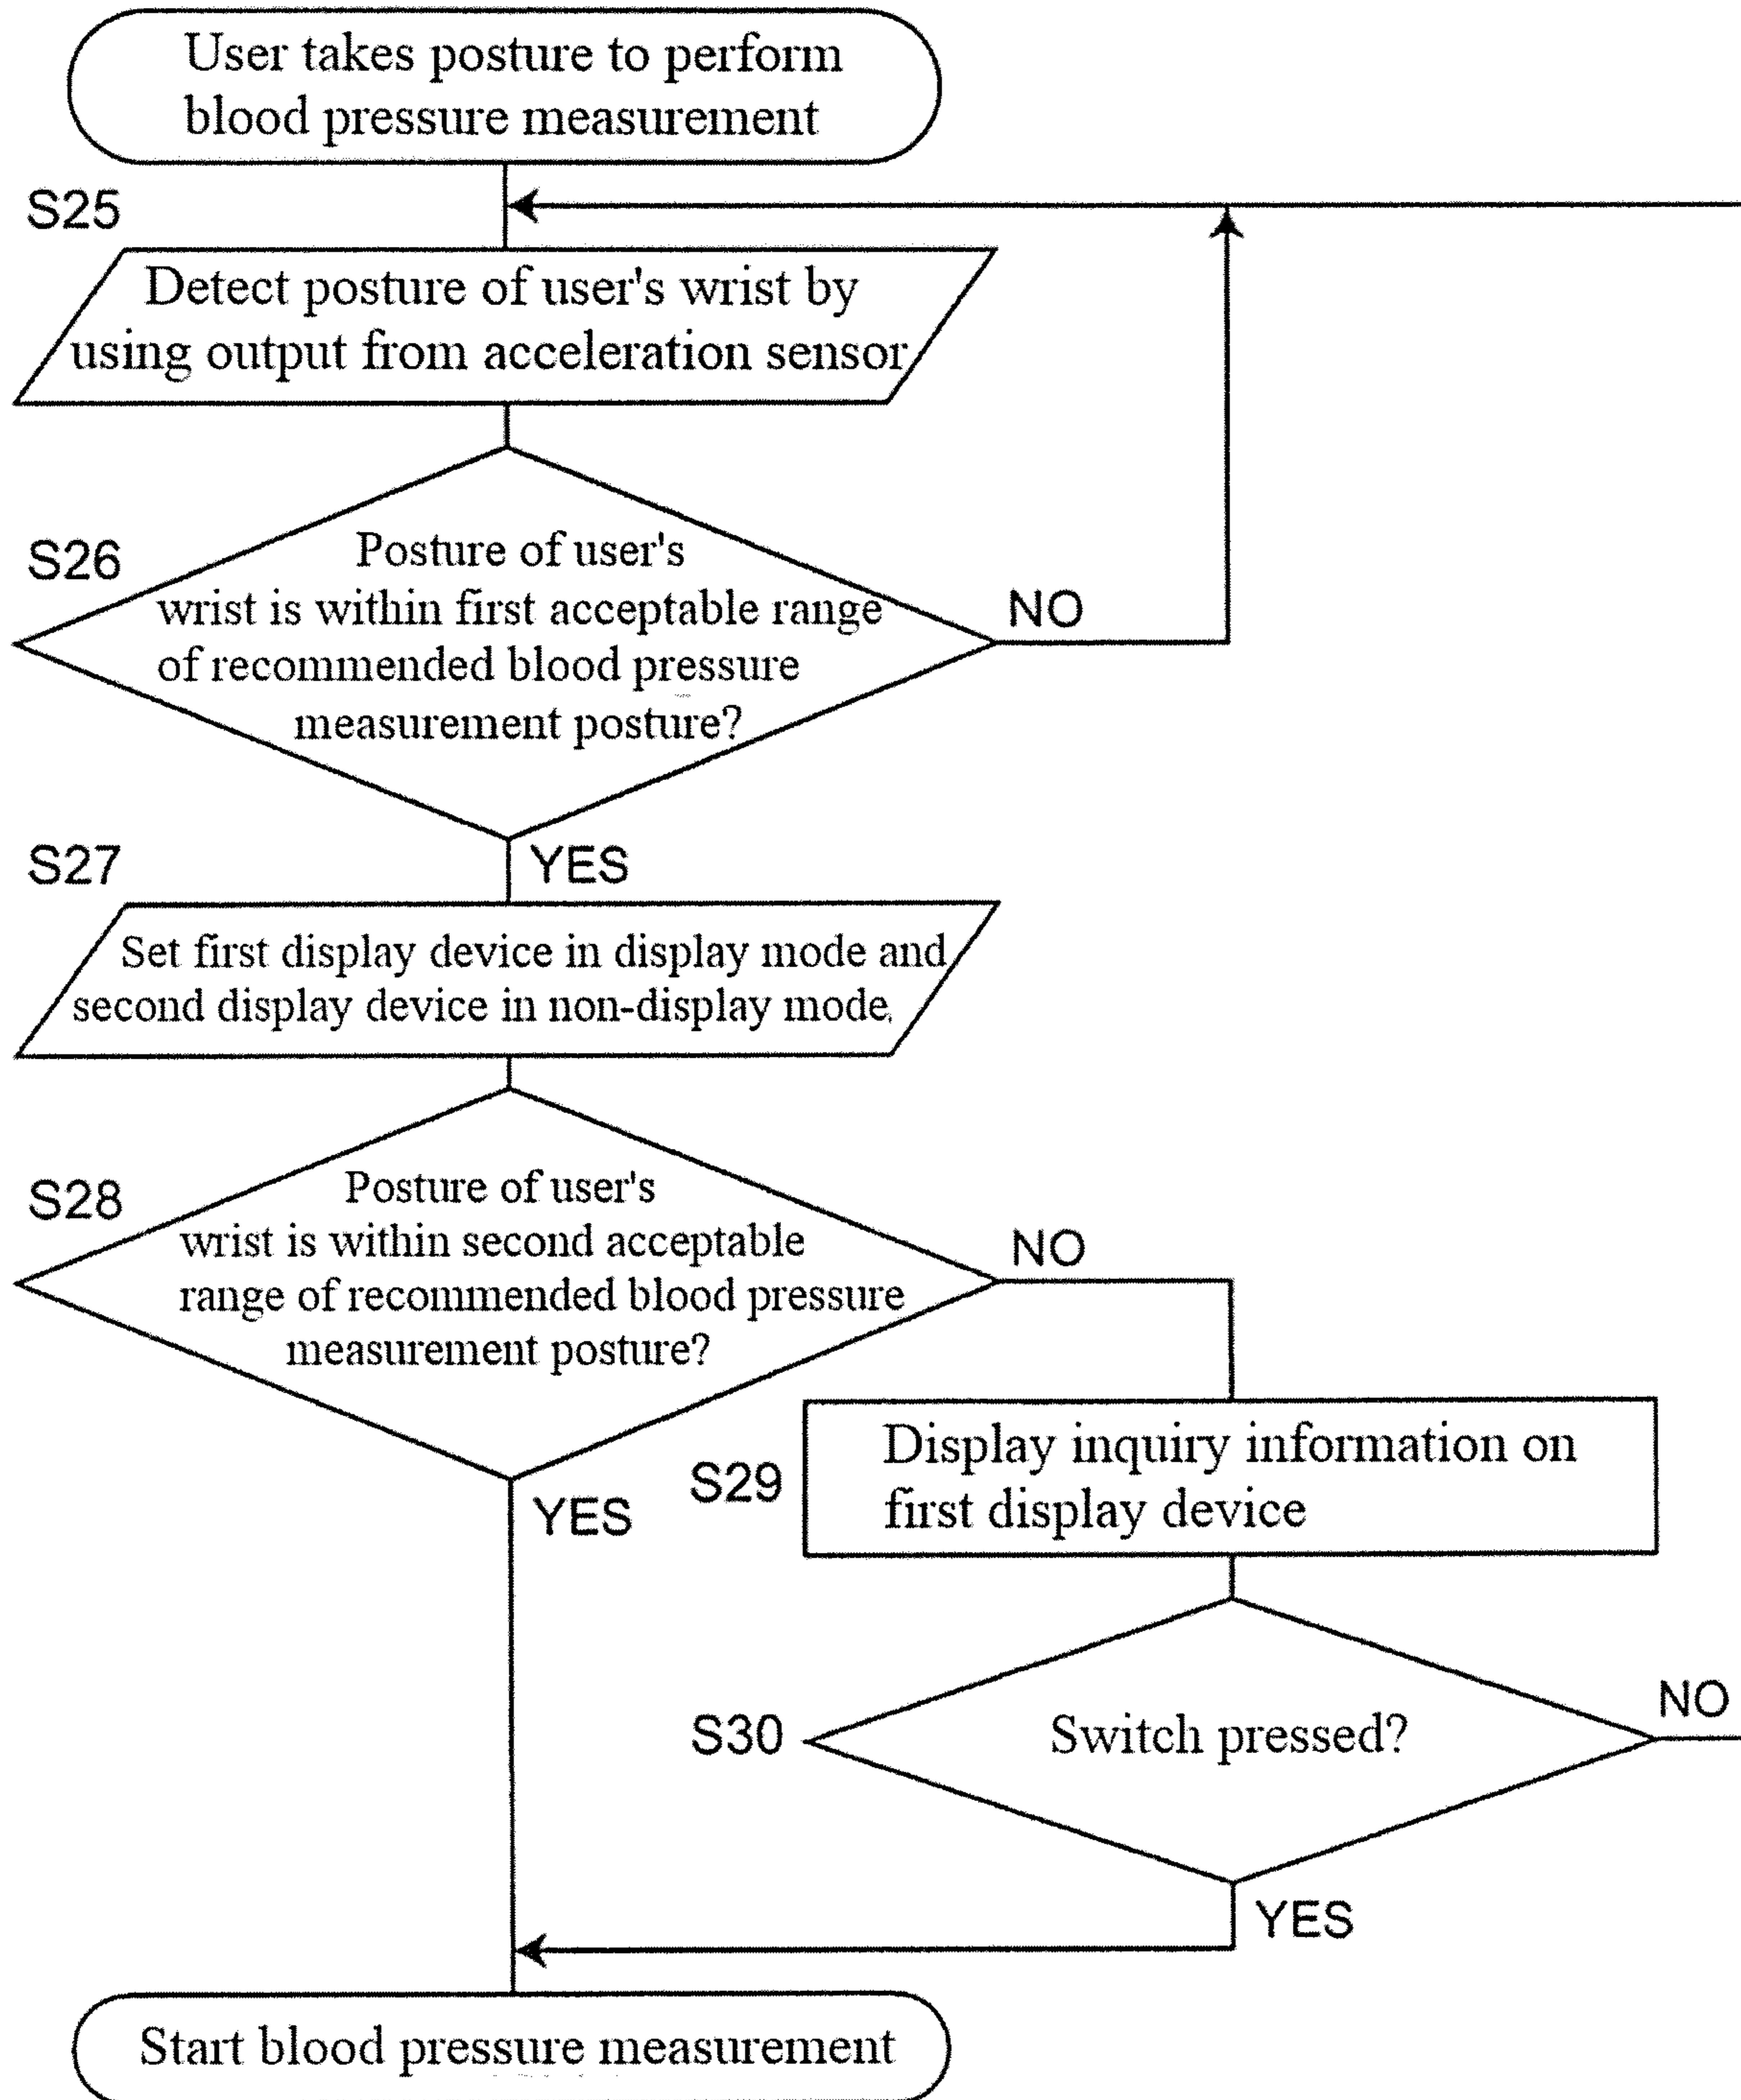 User takes posture to perform
blood pressure measurement
S25
Detect posture of user's wrist by
using output from acceleration sensor
S26
Posture of user's
wrist is within first acceptable range
of recommended blood pressure
measurement posture?
NO
S27
YES
Set first display device in display mode and
second display device in non-display mode
S28
Posture of user's
wrist is within second acceptable
range of recommended blood pressure
measurement posture?
NO
YES
S29
Display inquiry information on
first display device
S30
Switch pressed?
NO
YES
Start blood pressure measurement